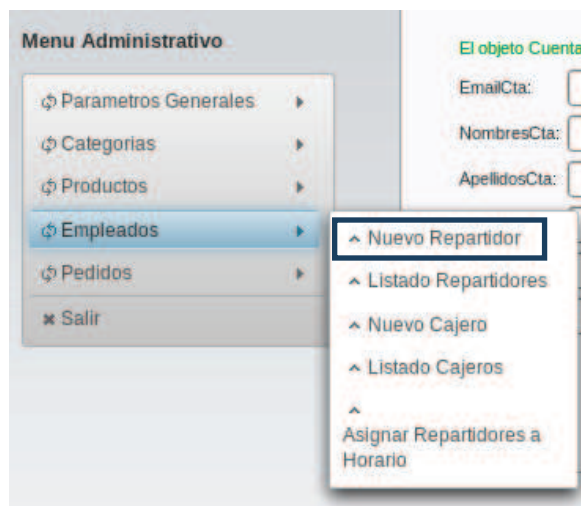 Menu Administrativo
El objeto Cuenta
Parametros Generales
EmailCta:
Categorias
NombresCta:
Productos
ApellidosCta:
Empleados
Nuevo Repartidor
Pedidos
Listado Repartidores
Salir
Nuevo Cajero
Listado Cajeros
Asignar Repartidores a
Horario